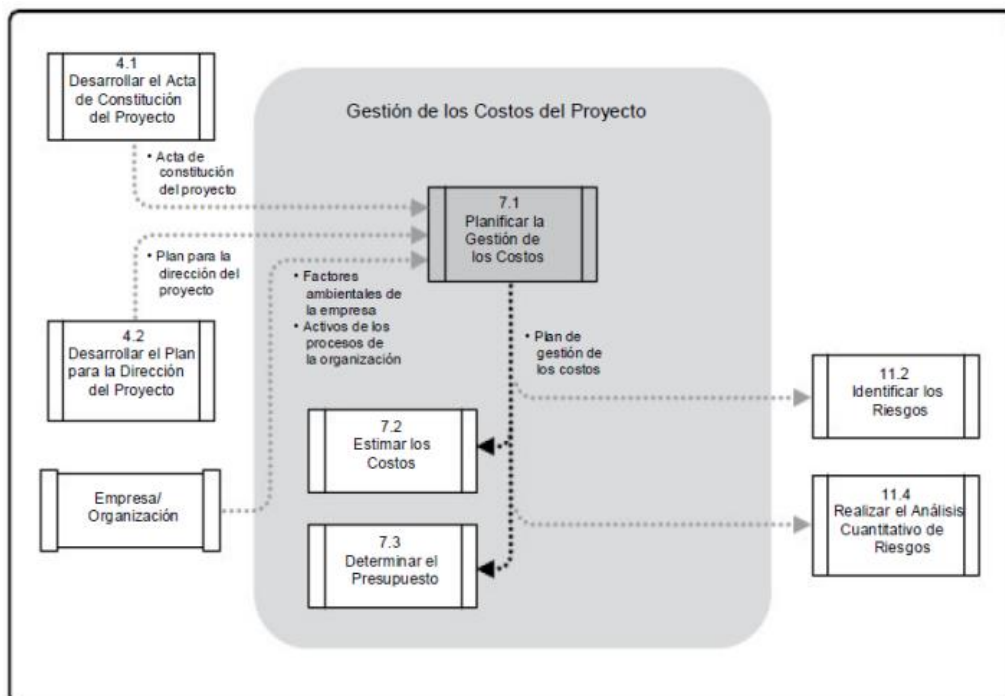 4.1
Desarrollar el Acta
de Constitución
del Proyecto
Gestión de los Costos del Proyecto
• Acta de
constitución
del proyecto
7.1
Planificar la
Gestión de
los Costos
• Plan para la
dirección del
proyecto
• Factores
ambientales de
la empresa
• Activos de los
procesos de
la organización
4.2
Desarrollar el Plan
para la Dirección
del Proyecto
• Plan de
gestión de
los costos
11.2
Identificar los
Riesgos
7.2
Estimar los
Costos
Empresa/
Organización
11.4
Realizar el Análisis
Cuantitativo de
Riesgos
7.3
Determinar el
Presupuesto